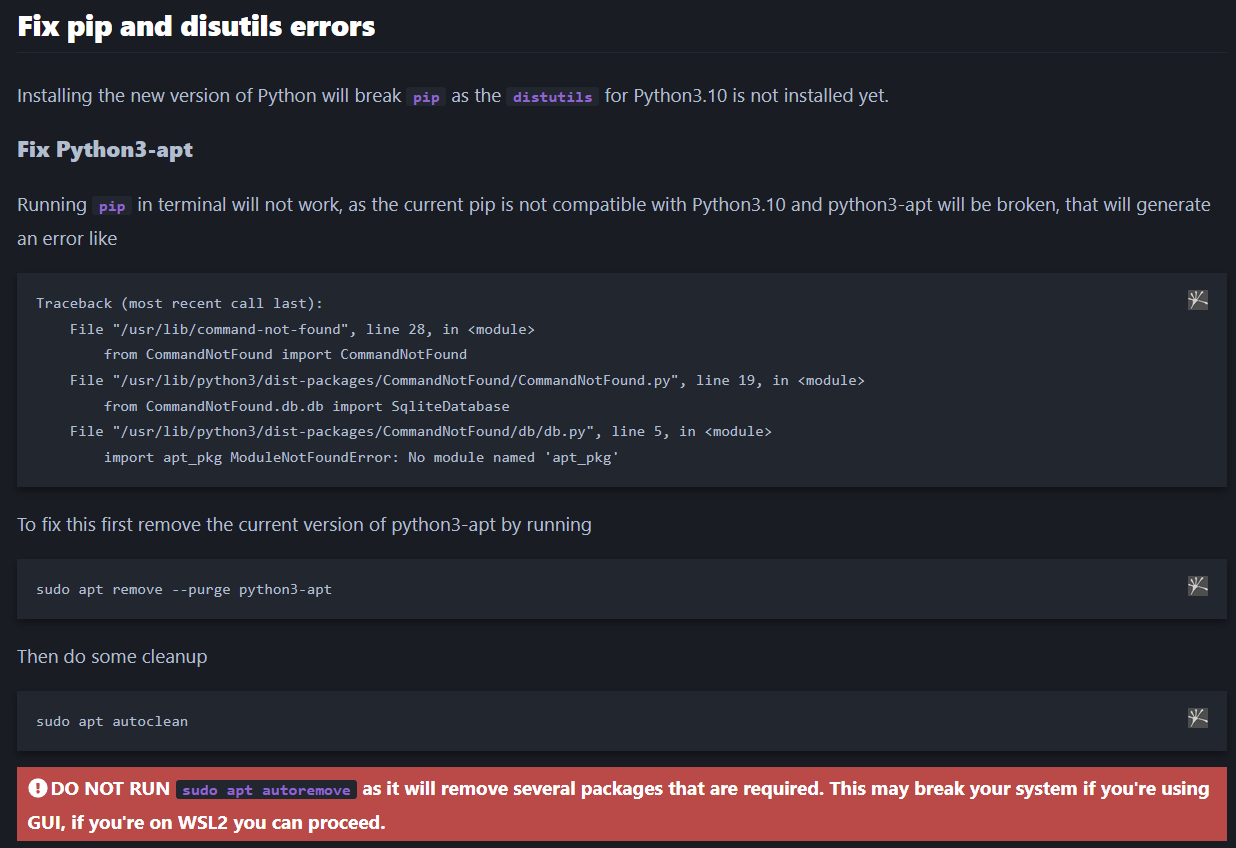 Fix pip and disutils errors
Installing the new version of Python will break pip as the distutils for Python3.10 is not installed yet.
Fix Python3-apt
Running pip in terminal will not work, as the current pip is not compatible with Python3.10 and python3-apt will be broken, that will generate
an error like
Traceback (most recent call last):
    File "/usr/lib/command-not-found", line 28, in <module>
        from CommandNotFound import CommandNotFound
    File "/usr/lib/python3/dist-packages/CommandNotFound/CommandNotFound.py", line 19, in <module>
        from CommandNotFound.db.db import SqliteDatabase
    File "/usr/lib/python3/dist-packages/CommandNotFound/db/db.py", line 5, in <module>
        import apt_pkg ModuleNotFoundError: No module named 'apt_pkg'
To fix this first remove the current version of python3-apt by running
sudo apt remove --purge python3-apt
Then do some cleanup
sudo apt autoclean
DO NOT RUN sudo apt autoremove as it will remove several packages that are required. This may break your system if you're using
GUI, if you're on WSL2 you can proceed.